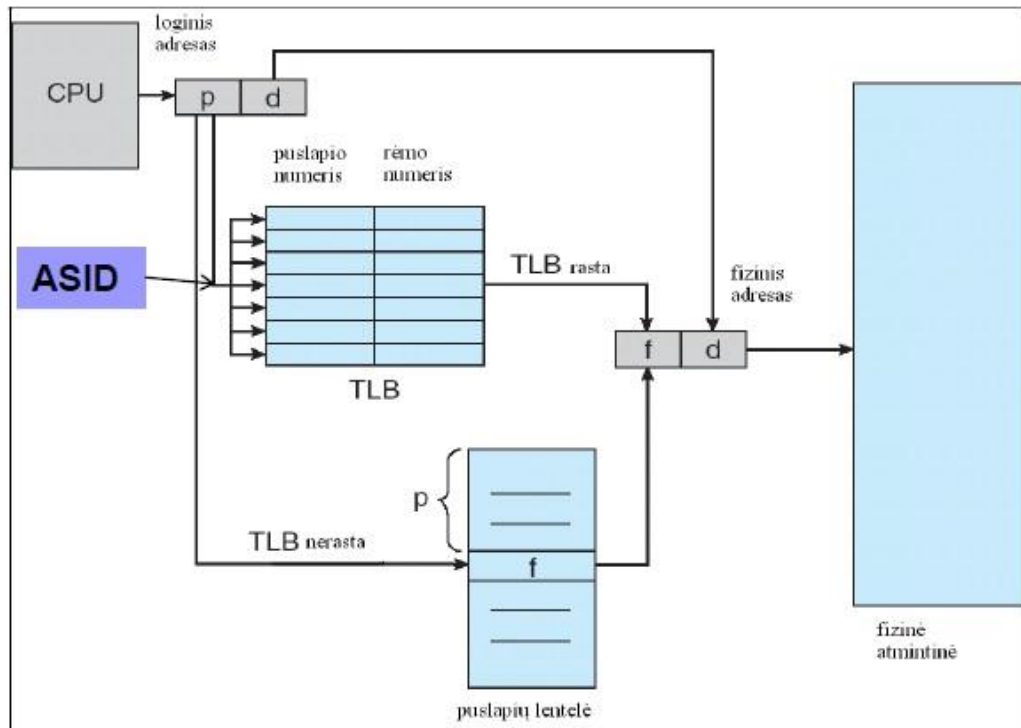 loginis
adresas
CPU
p d
puslapio
numeris
rėmo
numeris
ASID
TLB rasta
fizinis
adresas
f d
TLB
p
TLB nerasta
f
fizinė
atmintinė
puslapių lentelė